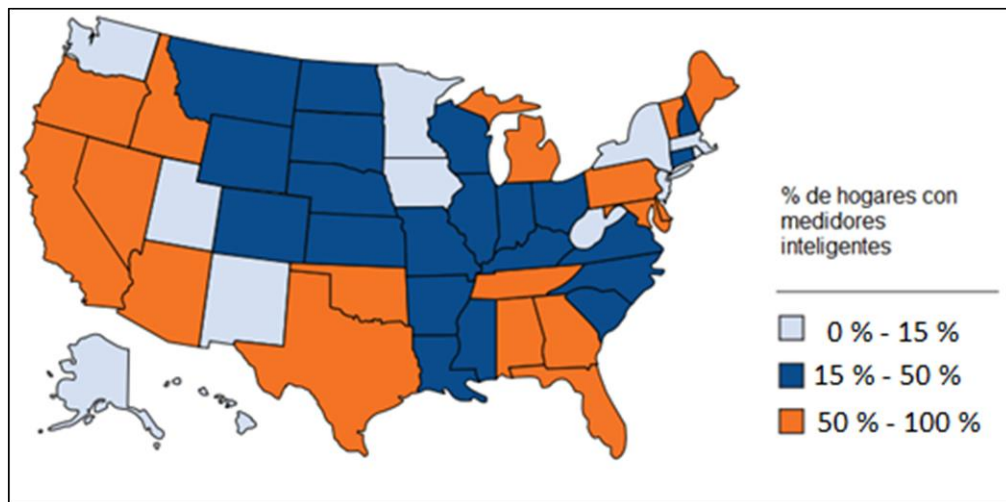 % de hogares con
medidores
inteligentes
0 % - 15 %
15 % - 50 %
50 % - 100 %